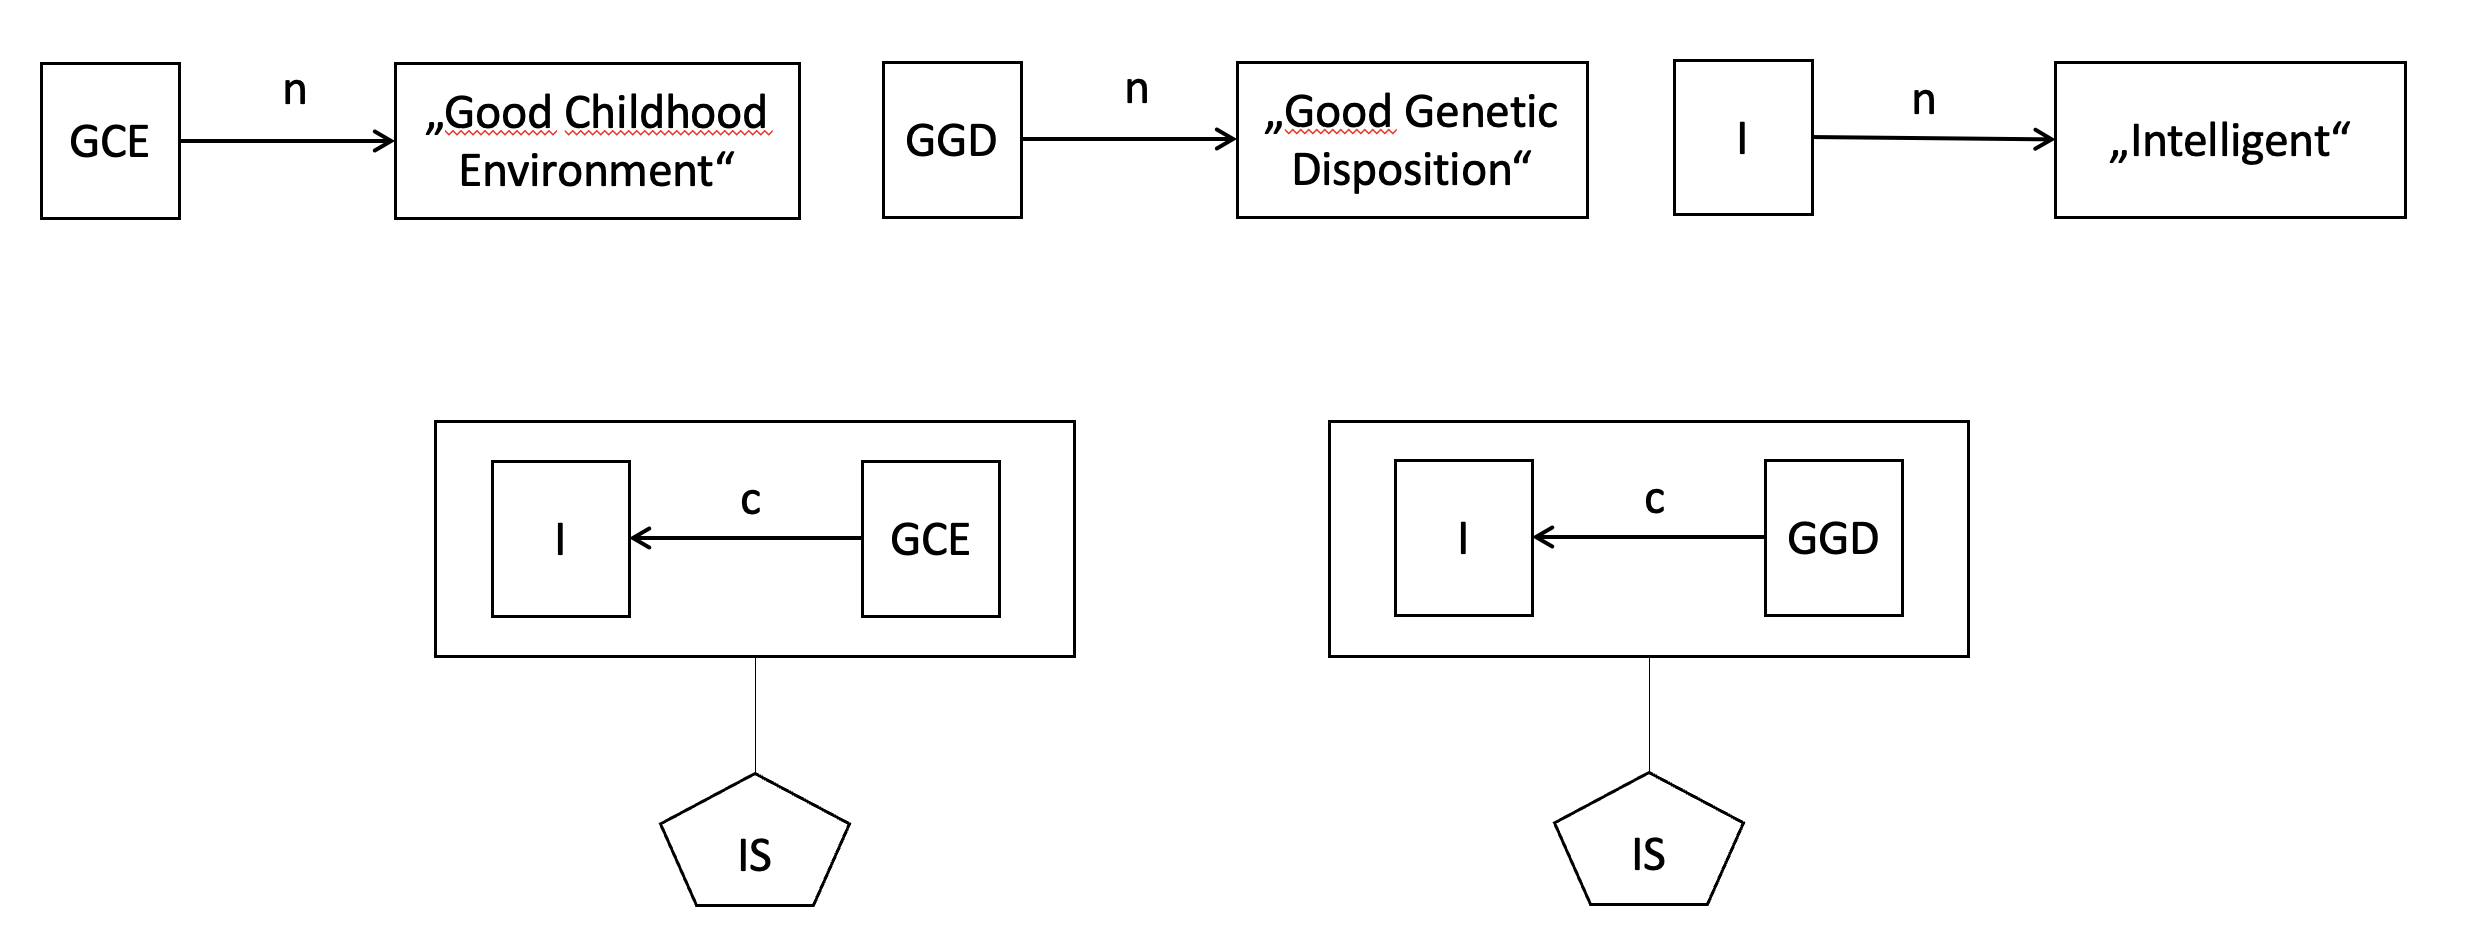 GCE
n
„Good Childhood
Environment“
GGD
n
„Good Genetic
Disposition“
I
n
„Intelligent“
I
c
GCE
I
c
GGD
IS
IS